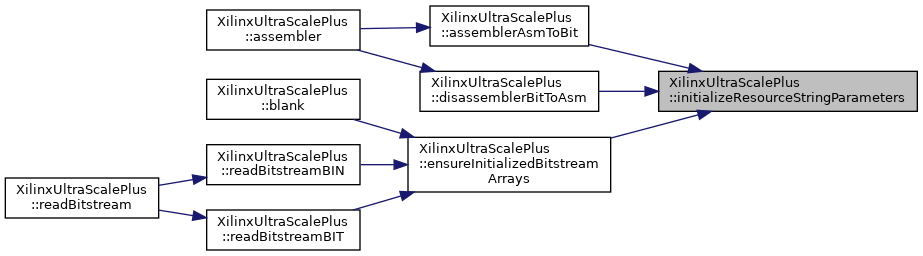 XilinxUltraScalePlus
::assembler
XilinxUltraScalePlus
::assemblerAsmToBit
XilinxUltraScalePlus
::disassemblerBitToAsm
XilinxUltraScalePlus
::initializeResourceStringParameters
XilinxUltraScalePlus
::blank
XilinxUltraScalePlus
::ensureInitializedBitstream
Arrays
XilinxUltraScalePlus
::readBitstreamBIN
XilinxUltraScalePlus
::readBitstream
XilinxUltraScalePlus
::readBitstreamBIT